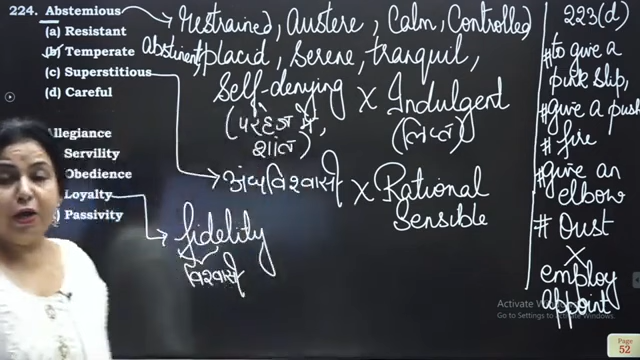 224. Abstemious
(a) Resistant
(b) Temperate
(c) Superstitious
(d) Careful
Allegiance
Servility
Obedience
Loyalty
Passivity
restrained, Austere, Calm, Controlled
Abstinent, placid, Serene, tranquil,
Self-denying × Indulgent
(परहेज में, शांत) (लिप्त)
अंधविश्वासी × Rational
Sensible
fidelity
विश्वास
223(d)
# to give a
pink slip,
# give a push
# fire
# give an
elbow
# Oust
×
employ
appoint
Activate
Go to Settings to activate Windows.
Page
52